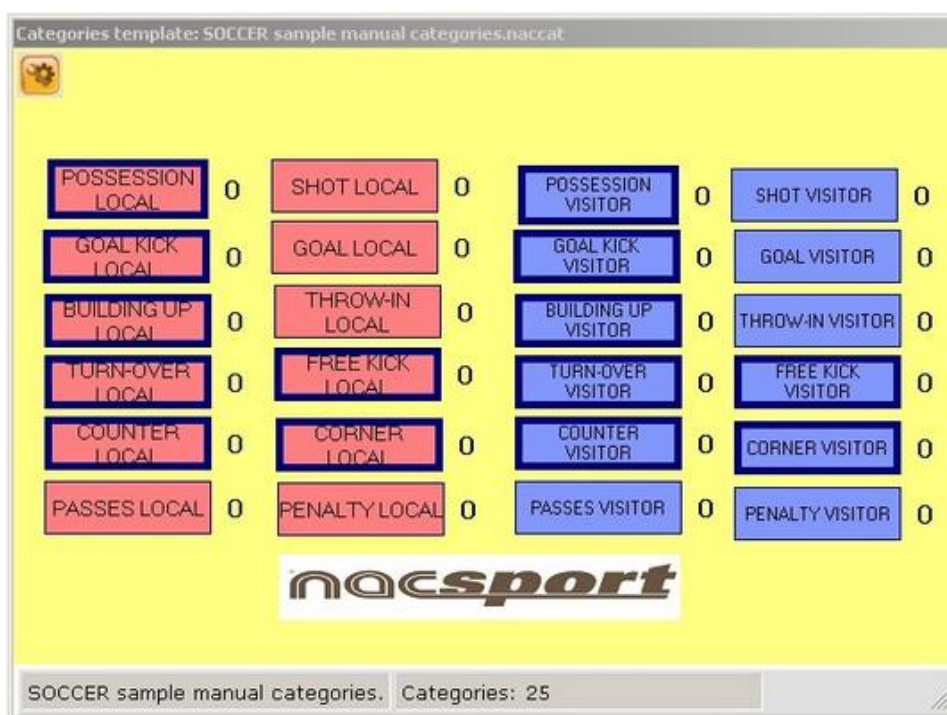 Categories template: SOCCER sample manual categories.naccat
POSSESSION
LOCAL
0
SHOT LOCAL
0
POSSESSION
VISITOR
0
SHOT VISITOR
0
GOAL KICK
LOCAL
0
GOAL LOCAL
0
GOAL KICK
VISITOR
0
GOAL VISITOR
0
BUILDING UP
LOCAL
0
THROW-IN
LOCAL
0
BUILDING UP
VISITOR
0
THROW-IN VISITOR
0
TURN-OVER
LOCAL
0
FREE KICK
LOCAL
0
TURN-OVER
VISITOR
0
FREE KICK
VISITOR
0
COUNTER
LOCAL
0
CORNER
LOCAL
0
COUNTER
VISITOR
0
CORNER VISITOR
0
PASSES LOCAL
0
PENALTY LOCAL
0
PASSES VISITOR
0
PENALTY VISITOR
0
nacsport
SOCCER sample manual categories.
Categories: 25